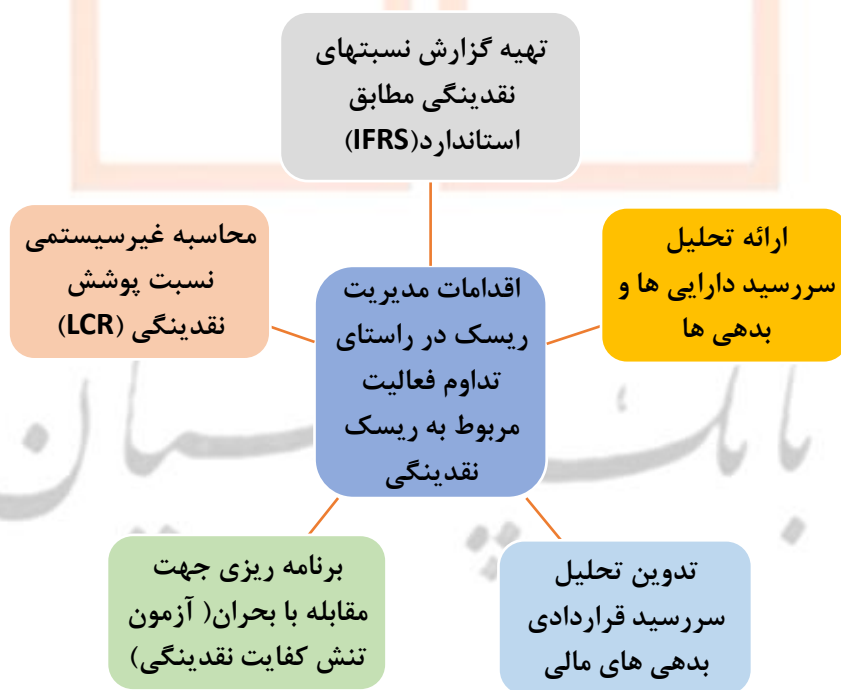 تهیه گزارش نسبتهای
نقدینگی مطابق
استاندارد(IFRS)
ارائه تحلیل
سررسید دارایی ها و
بدهی ها
محاسبه غیرسیستمی
نسبت پوشش
نقدینگی (LCR)
اقدامات مدیریت
ریسک در راستای
تداوم فعالیت
مربوط به ریسک
نقدینگی
تدوین تحلیل
سررسید قراردادی
بدهی های مالی
برنامه ریزی جهت
مقابله با بحران( آزمون
تنش کفایت نقدینگی)